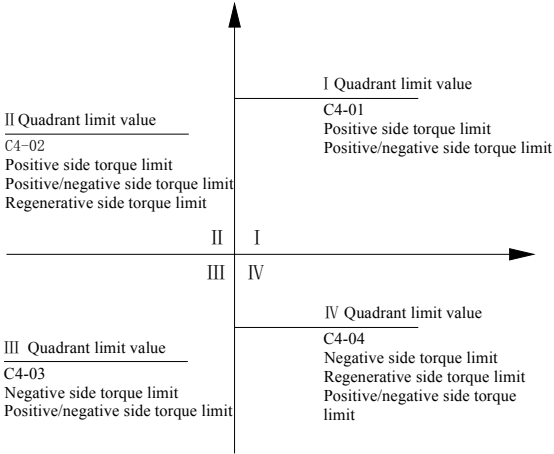 Ⅰ Quadrant limit value
C4-01
Positive side torque limit
Positive/negative side torque limit
Ⅱ Quadrant limit value
C4-02
Positive side torque limit
Positive/negative side torque limit
Regenerative side torque limit
Ⅱ Ⅰ
Ⅲ Ⅳ
Ⅲ Quadrant limit value
C4-03
Negative side torque limit
Positive/negative side torque limit
Ⅳ Quadrant limit value
C4-04
Negative side torque limit
Regenerative side torque limit
Positive/negative side torque
limit